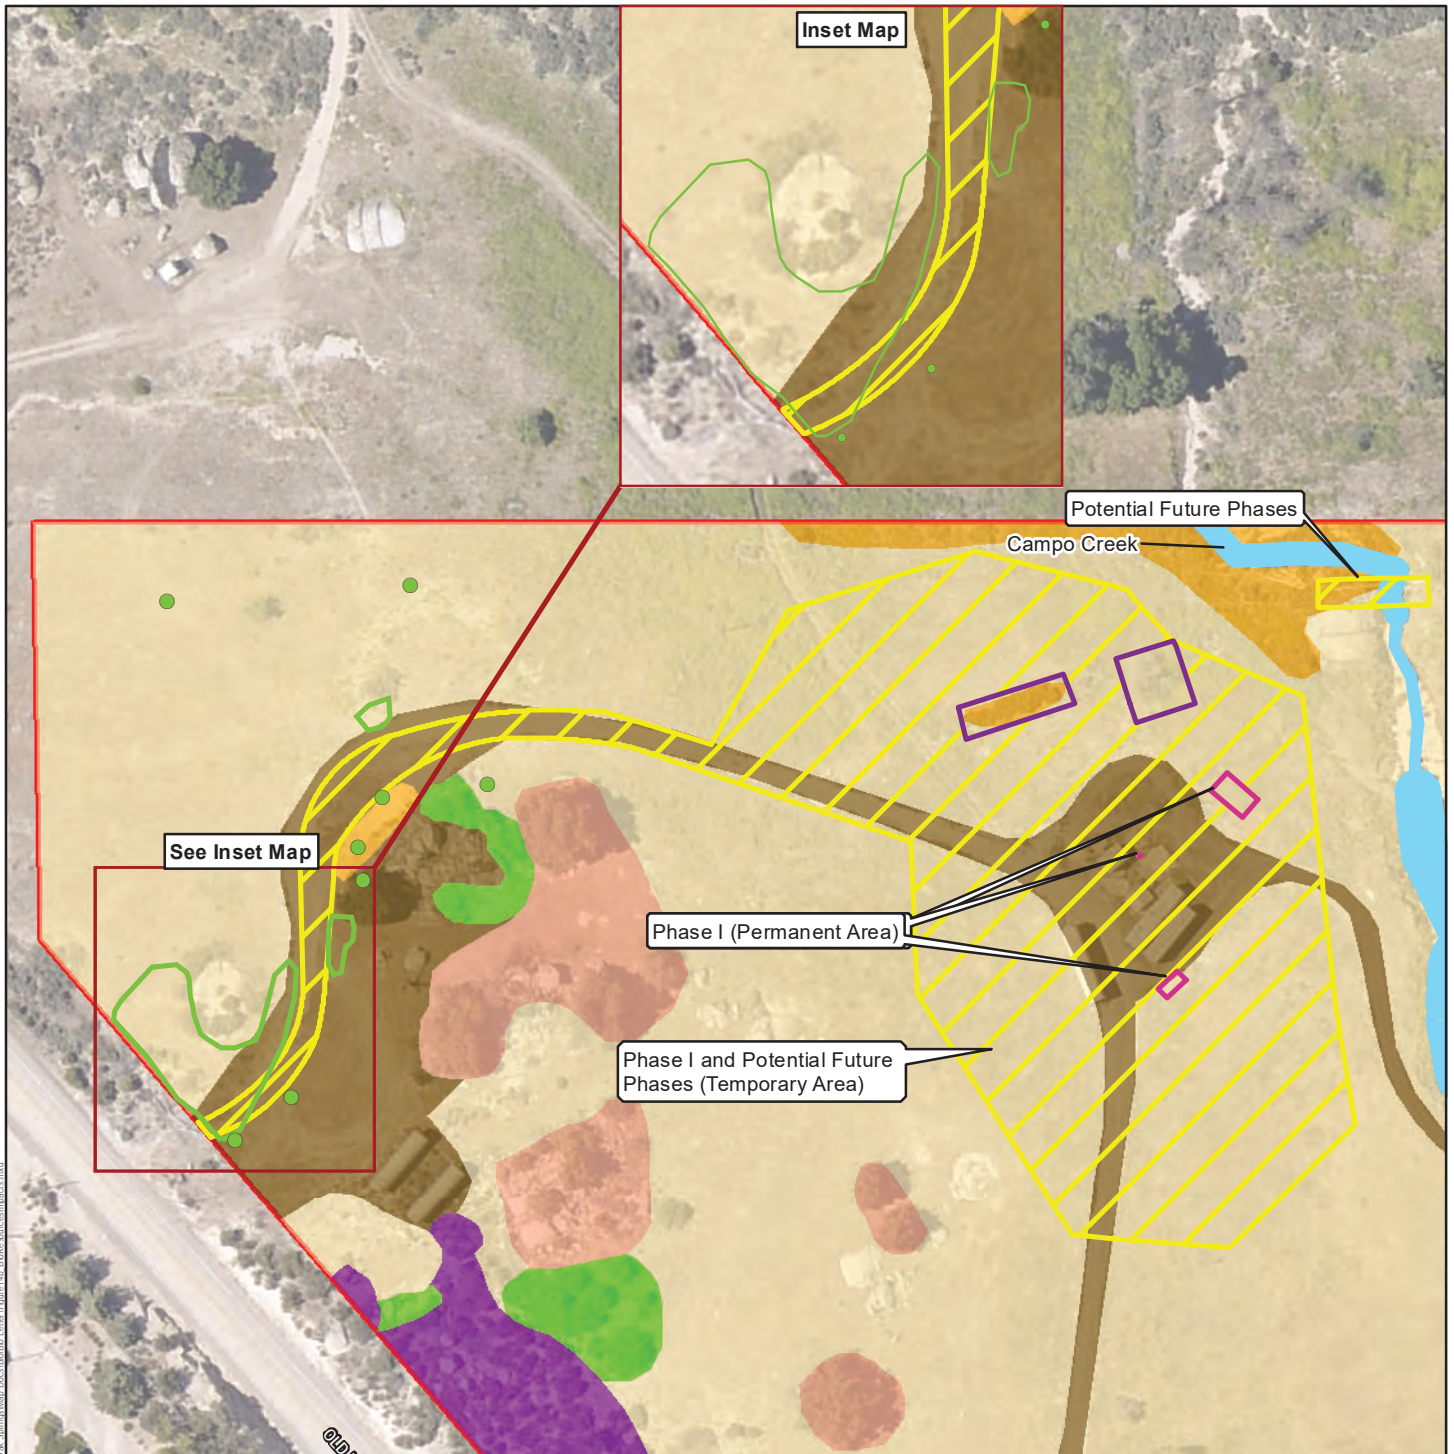 Inset Map
Potential Future Phases
Campo Creek
See Inset Map
Phase I (Permanent Area)
Phase I and Potential Future
Phases (Temporary Area)
OLD